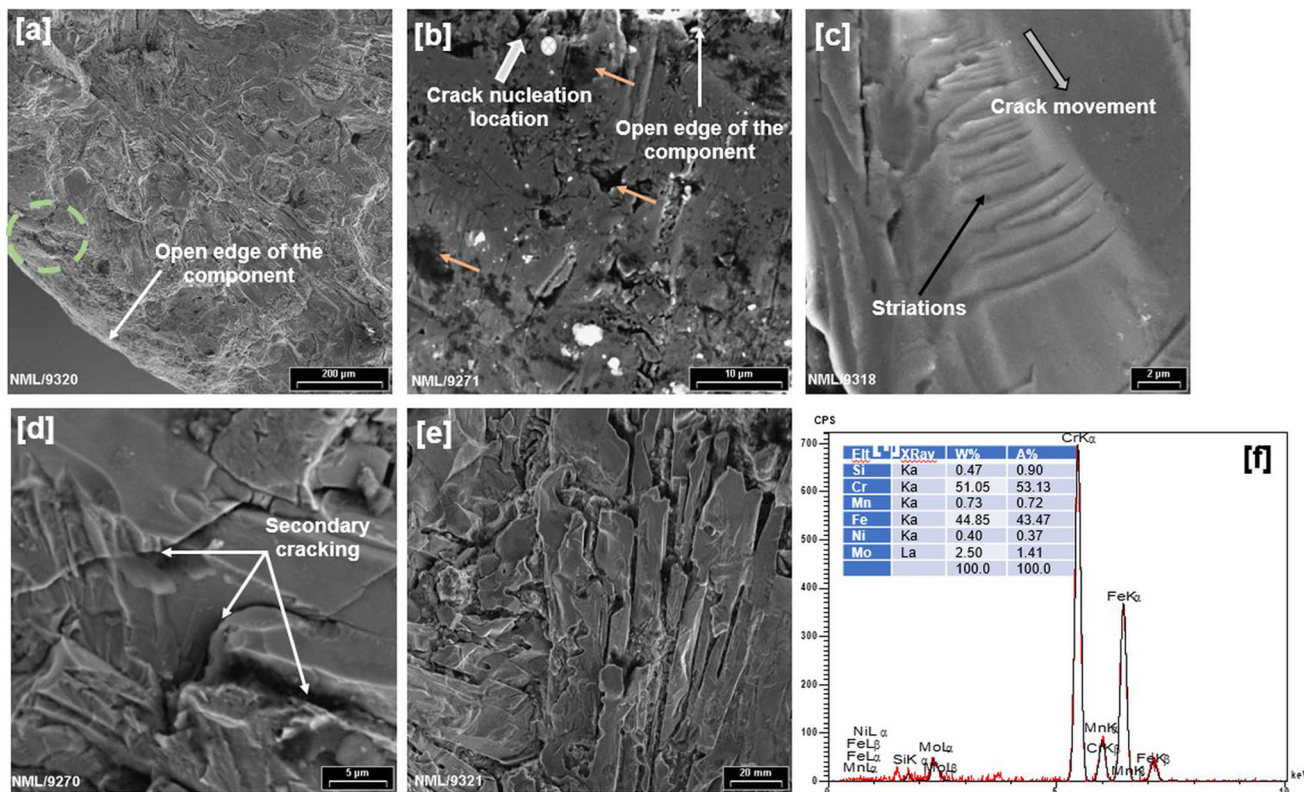 [a]
Open edge of the
component
NML/9320
200 µm
[b]
Crack nucleation
location
Open edge of the
component
NML/9271
10 µm
[c]
Crack movement
Striations
NML/9318
2 µm
[d]
Secondary
cracking
NML/9270
5 µm
[e]
NML/9321
20 mm
[f]
CPS
700
600
500
400
300
200
100
0
0
5
10
keV
Elt XRay W% A%
Si Ka 0.47 0.90
Cr Ka 51.05 53.13
Mn Ka 0.73 0.72
Fe Ka 44.85 43.47
Ni Ka 0.40 0.37
Mo La 2.50 1.41
100.0 100.0
CrKα
FeKα
MnKα
CrKβ
MnKβ
FeKβ
NiLα
FeLβ
FeLα
MnLα
SiKα
MoLα
MoLβ